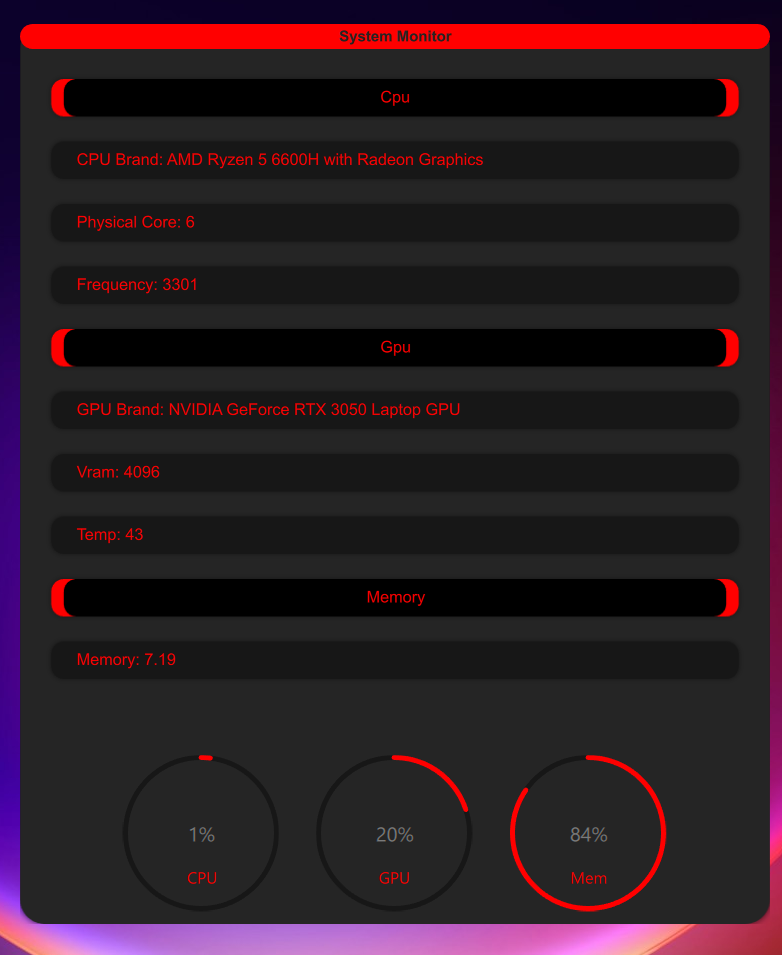 System Monitor
Cpu
CPU Brand: AMD Ryzen 5 6600H with Radeon Graphics
Physical Core: 6
Frequency: 3301
Gpu
GPU Brand: NVIDIA GeForce RTX 3050 Laptop GPU
Vram: 4096
Temp: 43
Memory
Memory: 7.19
1% 20% 84%
CPU GPU Mem